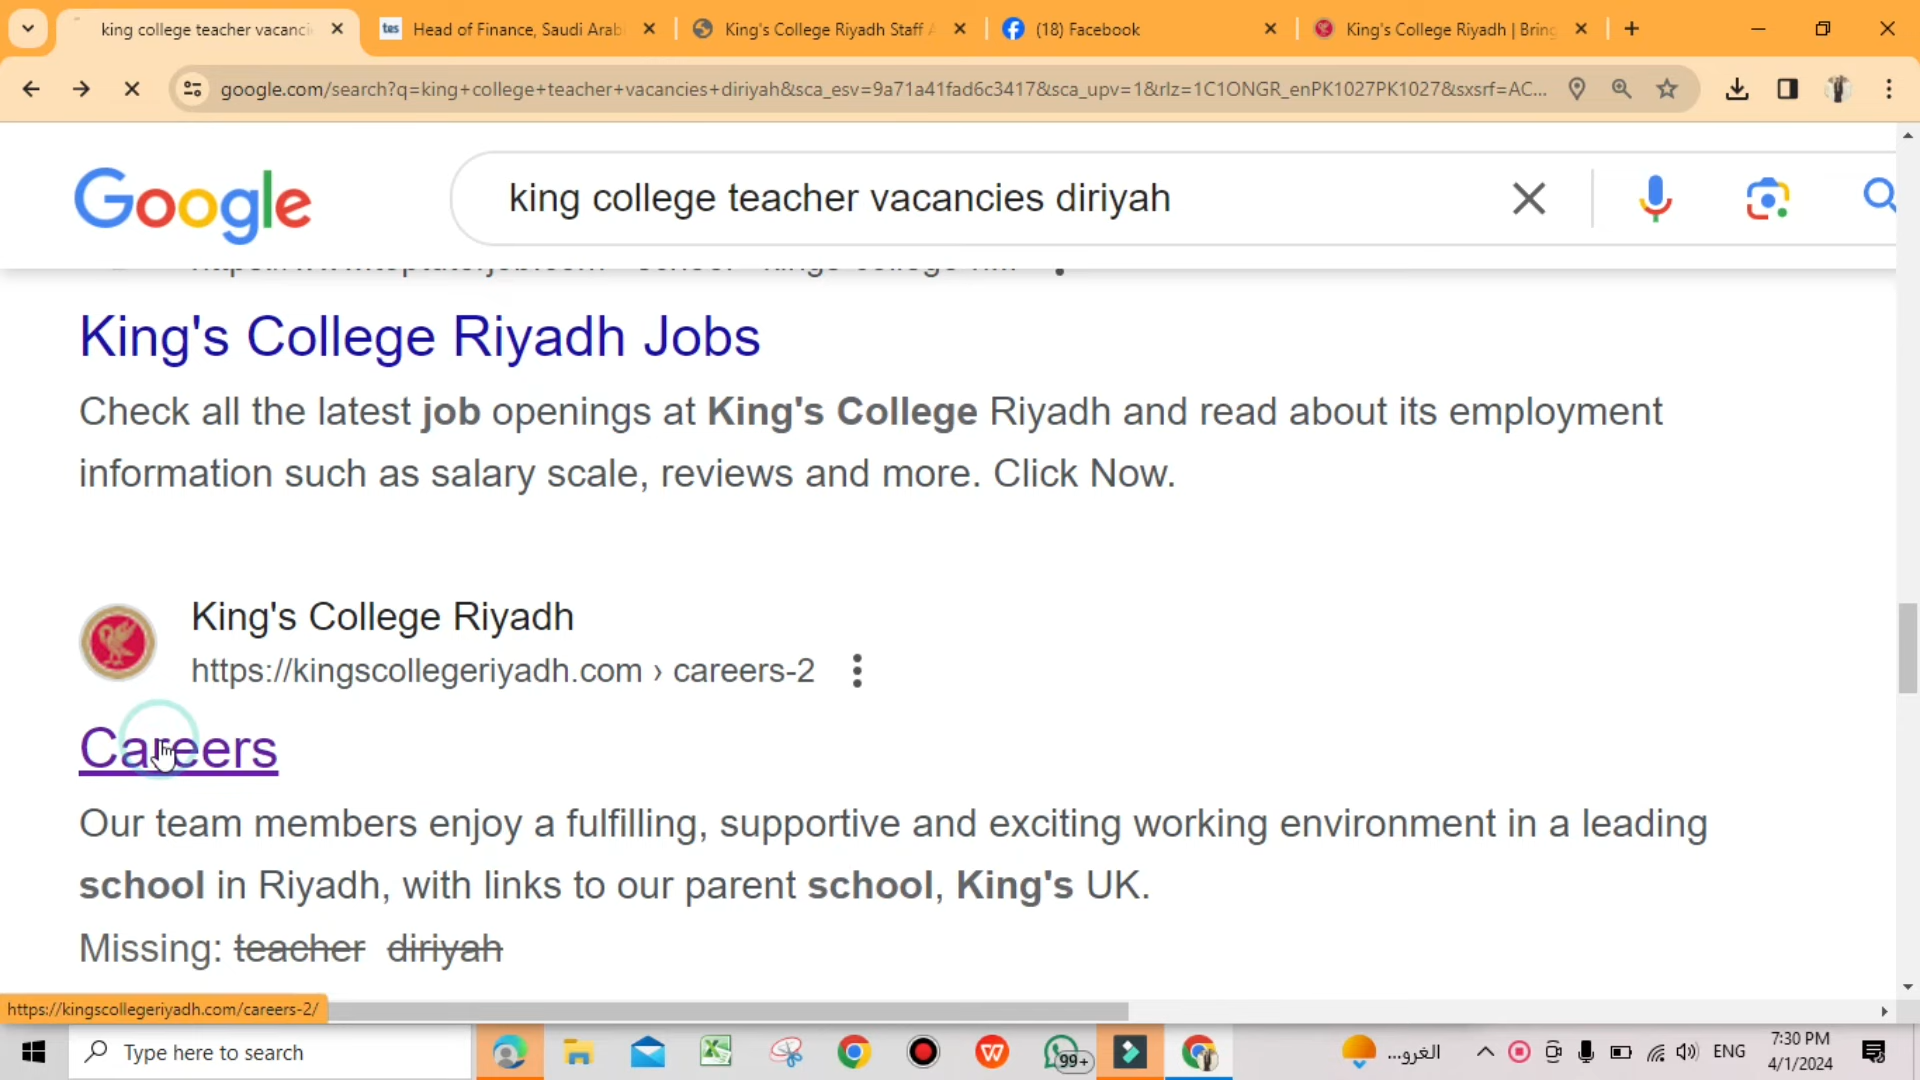 king college teacher vacanci
tes Head of Finance, Saudi Arabi
King's College Riyadh Staff A
(18) Facebook
King's College Riyadh | Bring
google.com/search?q=king+college+teacher+vacancies+diriyah&sca_esv=9a71a41fad6c3417&sca_upv=1&rlz=1C1ONGR_enPK1027PK1027&sxsrf=AC...
Google
king college teacher vacancies diriyah
King's College Riyadh Jobs
Check all the latest job openings at King's College Riyadh and read about its employment
information such as salary scale, reviews and more. Click Now.
King's College Riyadh
https://kingscollegeriyadh.com › careers-2
Careers
Our team members enjoy a fulfilling, supportive and exciting working environment in a leading
school in Riyadh, with links to our parent school, King's UK.
Missing: teacher diriyah
https://kingscollegeriyadh.com/careers-2/
Type here to search
99+
الغرو...
ENG
7:30 PM
4/1/2024